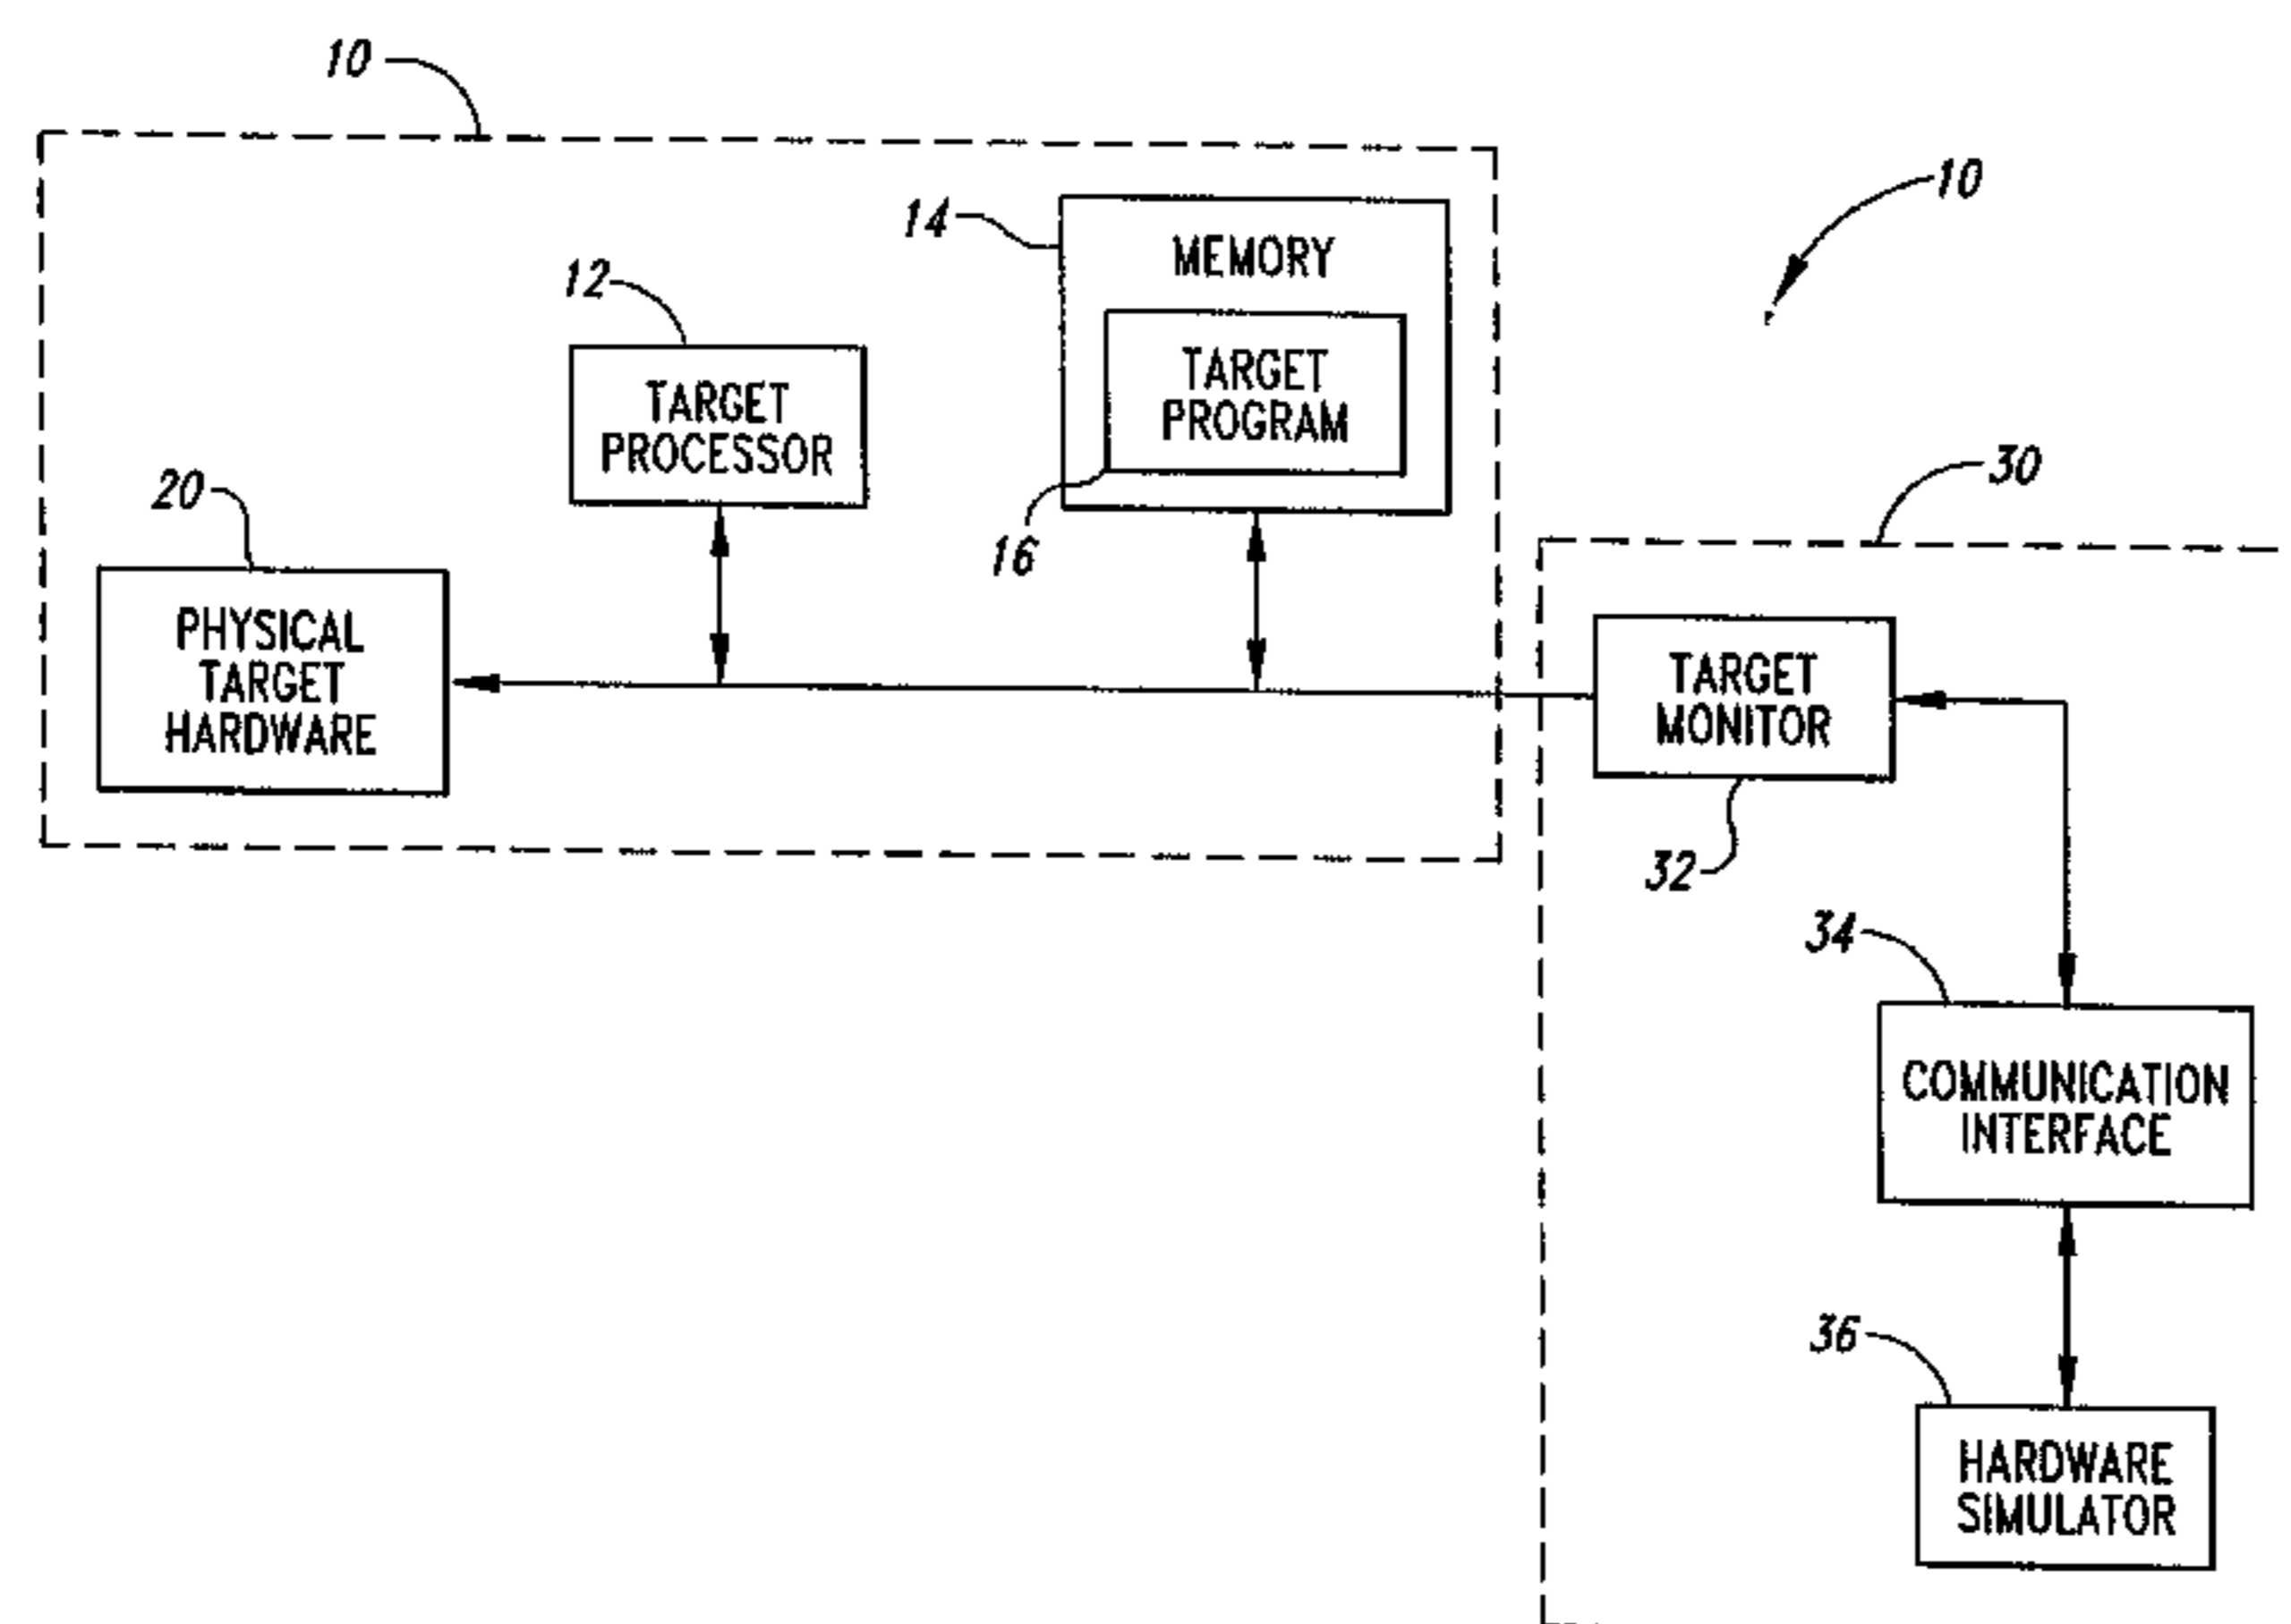 10
10
14
MEMORY
12
TARGET
PROGRAM
TARGET
PROCESSOR
30
20
16
PHYSICAL
TARGET
HARDWARE
TARGET
MONITOR
32
34
COMMUNICATION
INTERFACE
36
HARDWARE
SIMULATOR